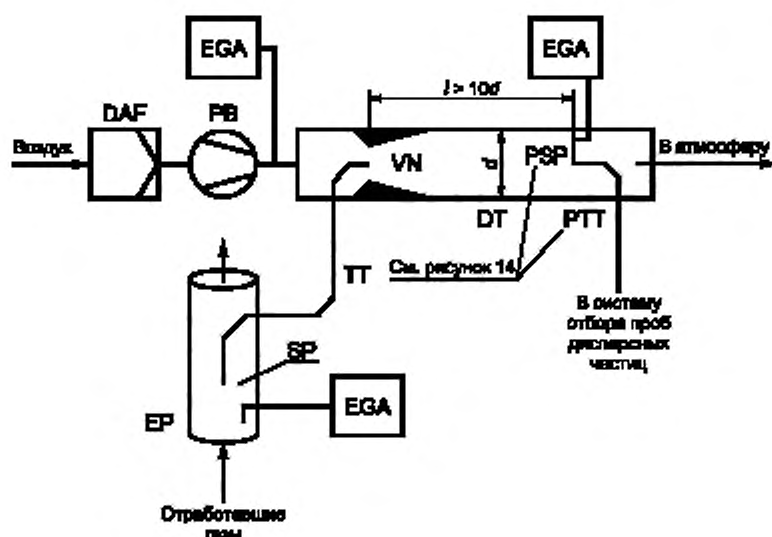 EGA
EGA
DAF
PB
l > 10d
Воздух
VN
d
PSP
В атмосферу
DT
PTT
См. рисунок 14
TT
В систему
отбора проб
дисперсных
частиц
SP
EP
EGA
Отработавшие
газы